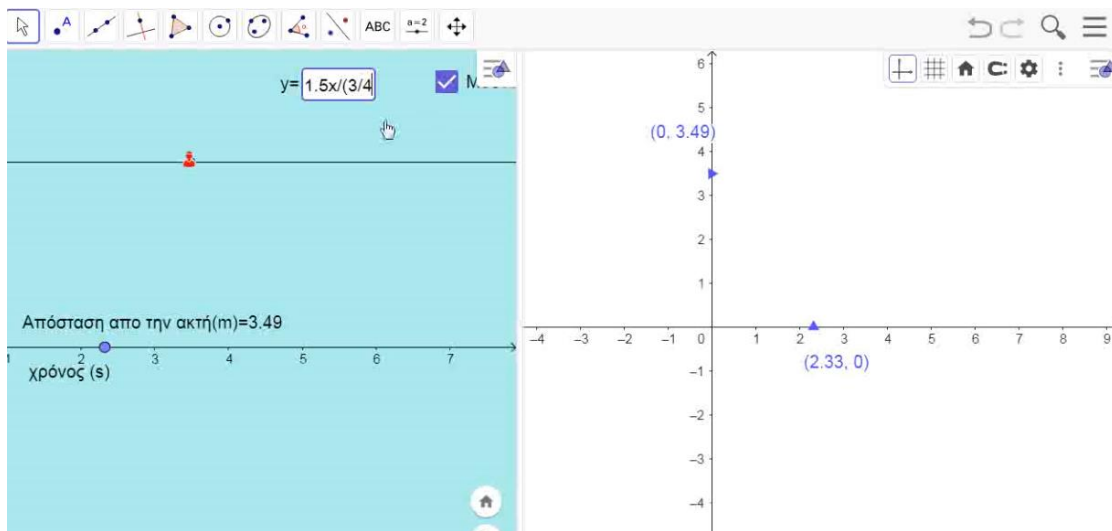 A ABC a=2
y= 1.5x/(3/4
Απόσταση απο την ακτή(m)=3.49
1 2 3 4 5 6 7
χρόνος (s)
6
5
(0, 3.49)
4
3
2
1
–4 –3 –2 –1 0 1 2 3 4 5 6 7 8 9
(2.33, 0)
–1
–2
–3
–4